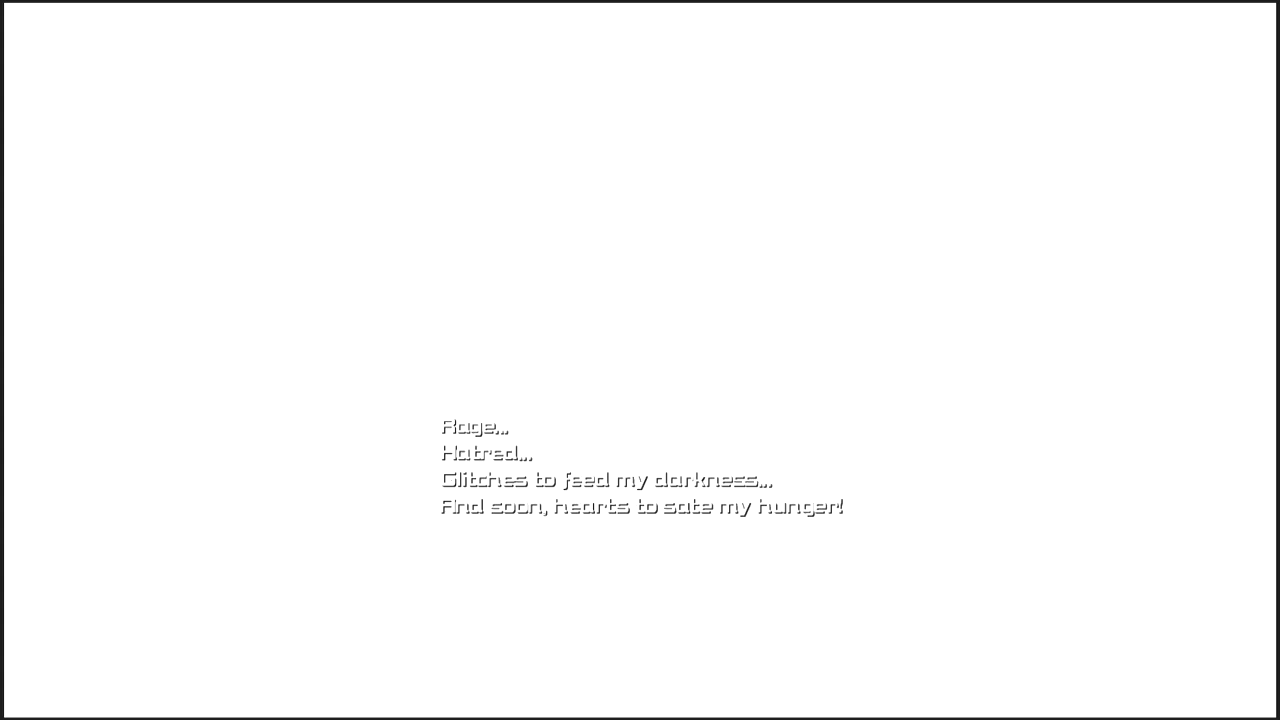 Rage...
Hatred...
Glitches to feed my darkness...
And soon, hearts to sate my hunger!